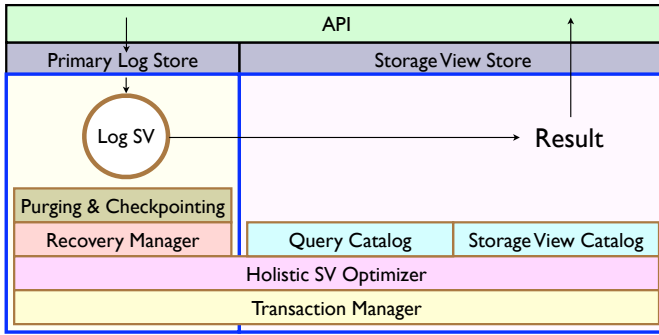 API
Primary Log Store
Storage View Store
Log SV
Result
Purging & Checkpointing
Recovery Manager
Query Catalog
Storage View Catalog
Holistic SV Optimizer
Transaction Manager